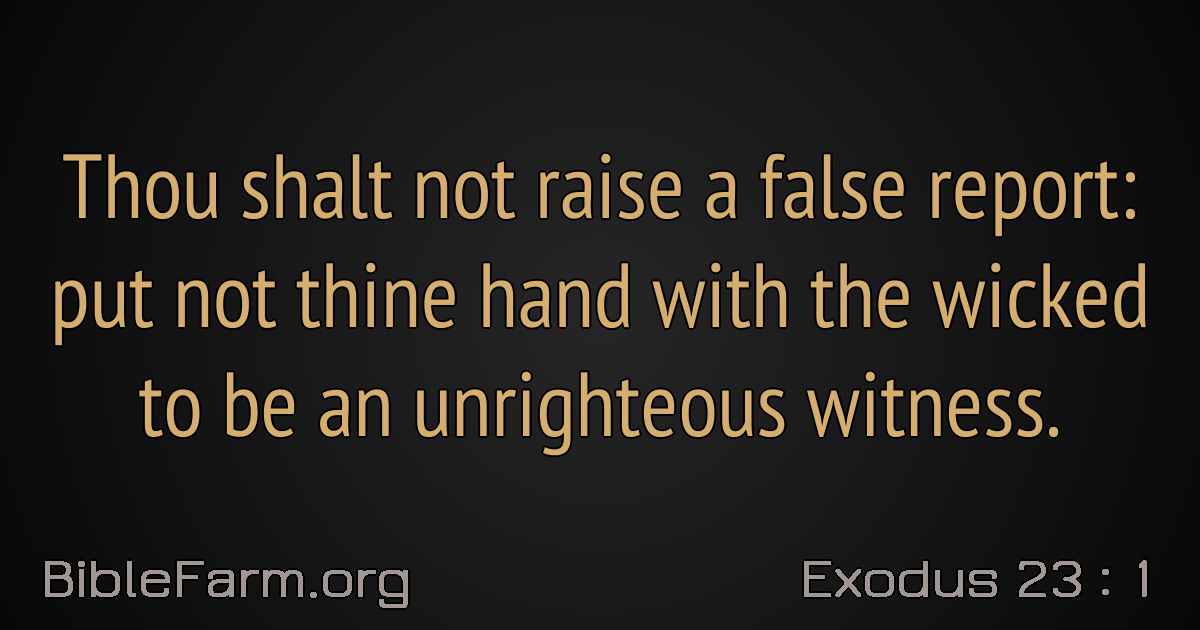 Thou shalt not raise a false report:
put not thine hand with the wicked
to be an unrighteous witness.
BibleFarm.org
Exodus 23 : 1